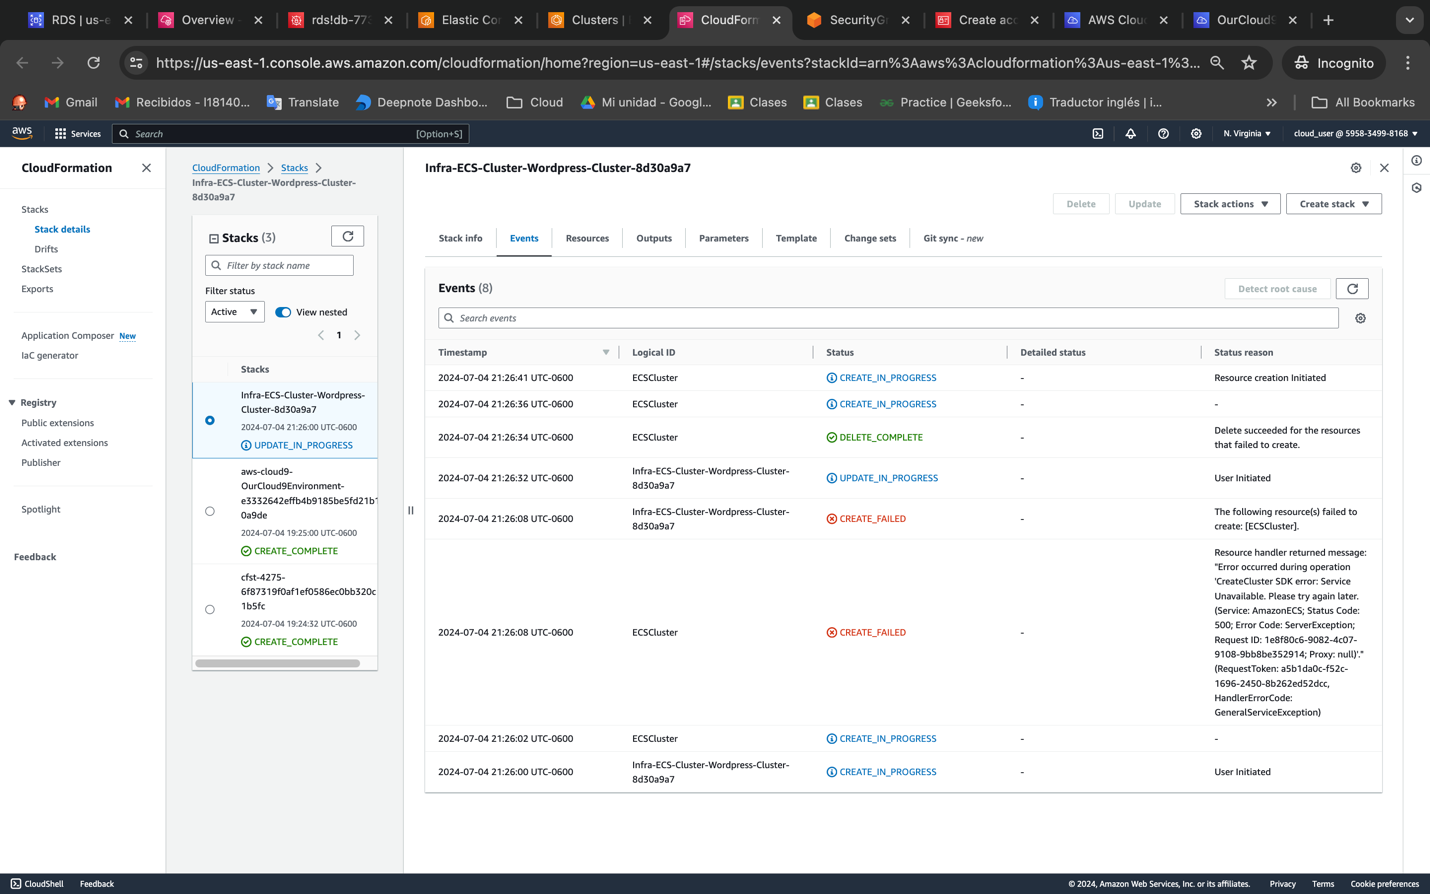 RDS | us-e
Overview
rds!db-773
Elastic Con
Clusters |
CloudForm
SecurityGr
Create acc
AWS Clou
OurCloud9
https://us-east-1.console.aws.amazon.com/cloudformation/home?region=us-east-1#/stacks/events?stackId=arn%3Aaws%3Acloudformation%3Aus-east-1%3...
Incognito
Gmail
Recibidos - l18140...
Translate
Deepnote Dashbo...
Cloud
Mi unidad - Googl...
Clases
Clases
Practice | Geeksfo...
Traductor inglés | i...
All Bookmarks
aws
Services
Search
[Option+S]
N. Virginia
cloud_user @ 5958-3499-8168
CloudFormation
Stacks
Stack details
Drifts
StackSets
Exports
Application Composer New
IaC generator
Registry
Public extensions
Activated extensions
Publisher
Spotlight
Feedback
CloudFormation
Stacks
Infra-ECS-Cluster-Wordpress-Cluster-
8d30a9a7
Stacks (3)
Filter by stack name
Filter status
Active
View nested
1
Stacks
Infra-ECS-Cluster-Wordpress-
Cluster-8d30a9a7
2024-07-04 21:26:00 UTC-0600
UPDATE_IN_PROGRESS
aws-cloud9-
OurCloud9Environment-
e3332642effb4b9185be5fd21b1
0a9de
2024-07-04 19:25:00 UTC-0600
CREATE_COMPLETE
cfst-4275-
6f87319f0af1ef0586ec0bb320c
1b5fc
2024-07-04 19:24:32 UTC-0600
CREATE_COMPLETE
Infra-ECS-Cluster-Wordpress-Cluster-8d30a9a7
Delete
Update
Stack actions
Create stack
Stack info
Events
Resources
Outputs
Parameters
Template
Change sets
Git sync - new
Events (8)
Detect root cause
Search events
Timestamp
Logical ID
Status
Detailed status
Status reason
2024-07-04 21:26:41 UTC-0600
ECSCluster
CREATE_IN_PROGRESS
-
Resource creation Initiated
2024-07-04 21:26:36 UTC-0600
ECSCluster
CREATE_IN_PROGRESS
-
-
2024-07-04 21:26:34 UTC-0600
ECSCluster
DELETE_COMPLETE
-
Delete succeeded for the resources
that failed to create.
2024-07-04 21:26:32 UTC-0600
Infra-ECS-Cluster-Wordpress-Cluster-
8d30a9a7
UPDATE_IN_PROGRESS
-
User Initiated
2024-07-04 21:26:08 UTC-0600
Infra-ECS-Cluster-Wordpress-Cluster-
8d30a9a7
CREATE_FAILED
-
The following resource(s) failed to
create: [ECSCluster].
2024-07-04 21:26:08 UTC-0600
ECSCluster
CREATE_FAILED
-
Resource handler returned message:
"Error occurred during operation
'CreateCluster SDK error: Service
Unavailable. Please try again later.
(Service: AmazonECS; Status Code:
500; Error Code: ServerException;
Request ID: 1e8f80c6-9082-4c07-
9108-9bb8be352914; Proxy: null)'."
(RequestToken: a5b1da0c-f52c-
1696-2450-8b262ed52dcc,
HandlerErrorCode:
GeneralServiceException)
2024-07-04 21:26:02 UTC-0600
ECSCluster
CREATE_IN_PROGRESS
-
-
2024-07-04 21:26:00 UTC-0600
Infra-ECS-Cluster-Wordpress-Cluster-
8d30a9a7
CREATE_IN_PROGRESS
-
User Initiated
CloudShell
Feedback
© 2024, Amazon Web Services, Inc. or its affiliates.
Privacy
Terms
Cookie preferences